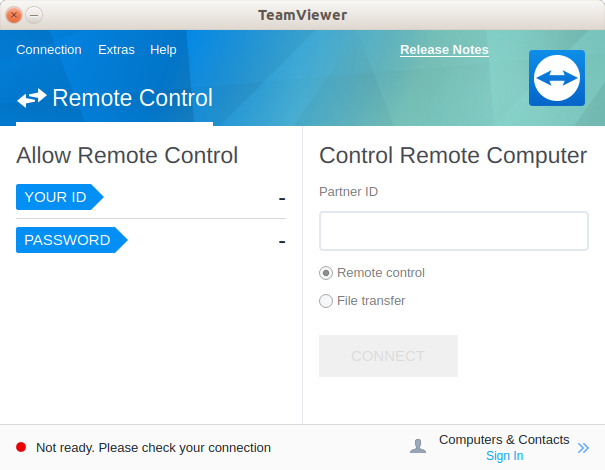 TeamViewer
Connection Extras Help Release Notes
Remote Control
Allow Remote Control
YOUR ID -
PASSWORD -
Control Remote Computer
Partner ID
Remote control
File transfer
CONNECT
Not ready. Please check your connection
Computers & Contacts
Sign In